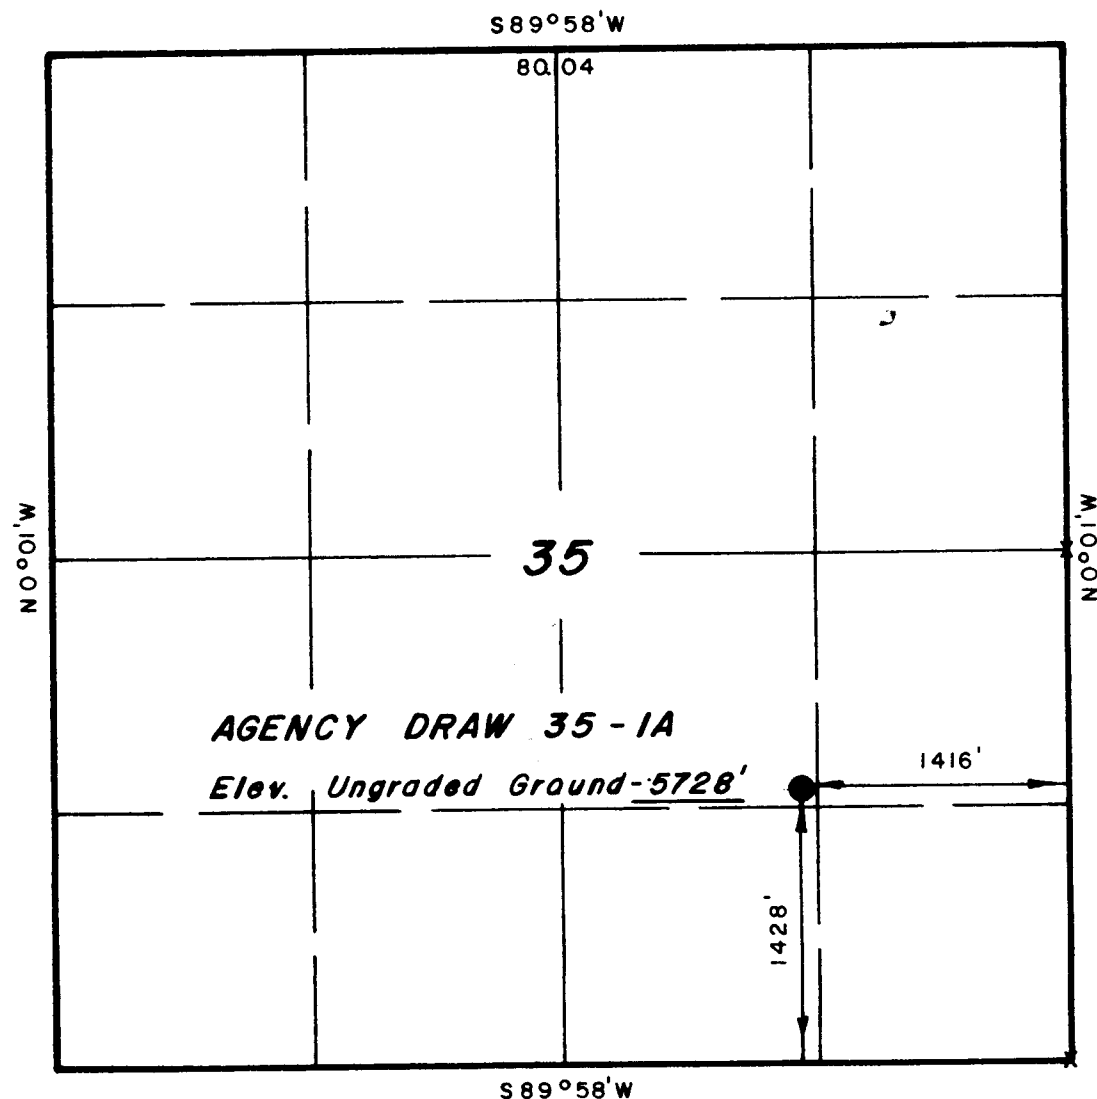 S89°58'W
80.04
N0°01'W
35
N0°01'W
AGENCY DRAW 35-1A
Elev. Ungraded Ground-5728'
1416'
1428'
S89°58'W